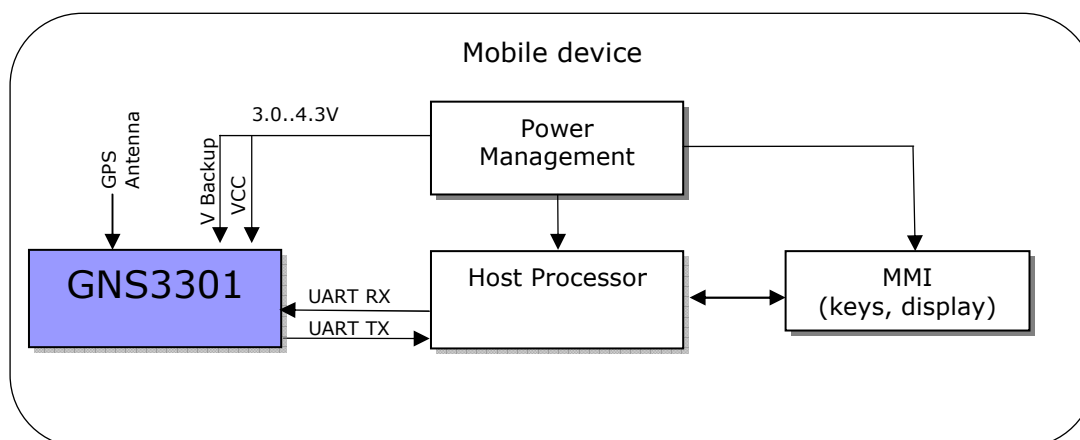 Mobile device
3.0..4.3V
Power
Management
GPS
Antenna
V Backup
VCC
GNS3301
UART RX
UART TX
Host Processor
MMI
(keys, display)